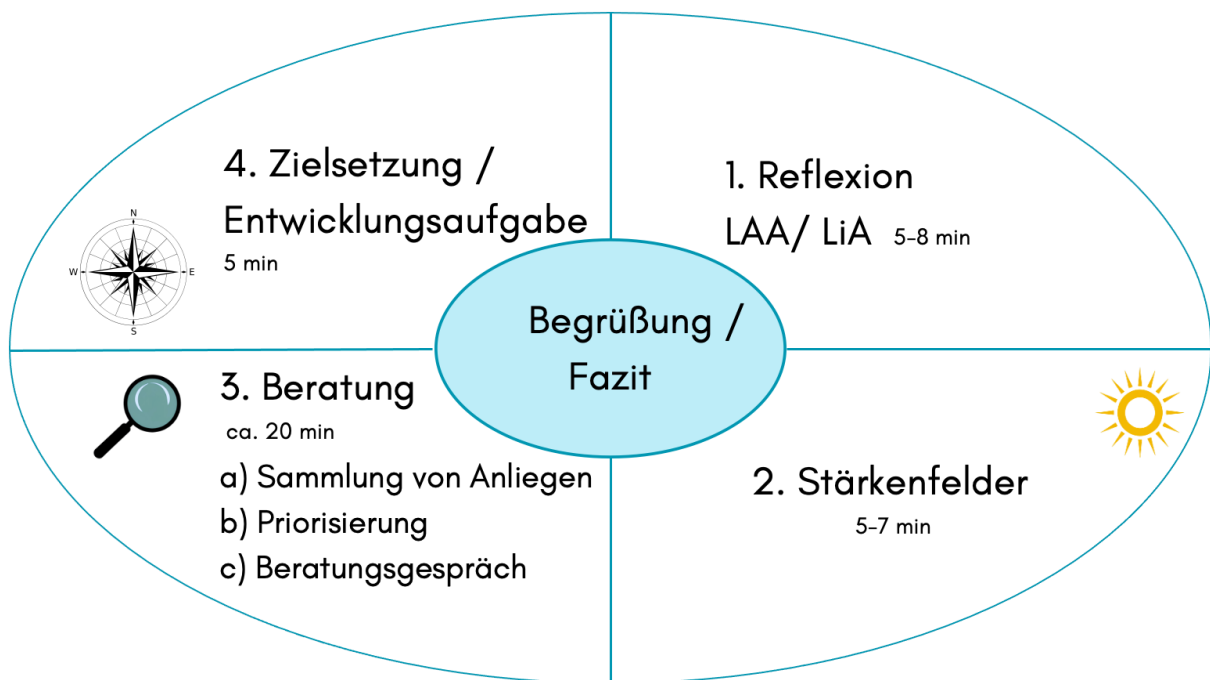 1. Reflexion
LAA/ LiA 5-8 min
2. Stärkenfelder
5-7 min
3. Beratung
ca. 20 min
a) Sammlung von Anliegen
b) Priorisierung
c) Beratungsgespräch
4. Zielsetzung /
Entwicklungsaufgabe
5 min
N
W
E
S
Begrüßung /
Fazit